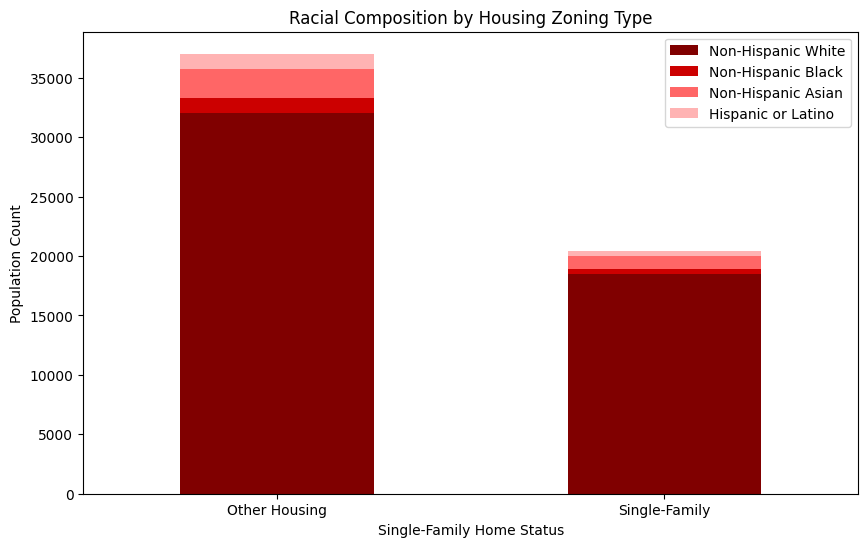 Racial Composition by Housing Zoning Type
Non-Hispanic White
Non-Hispanic Black
Non-Hispanic Asian
Hispanic or Latino
Population Count
35000
30000
25000
20000
15000
10000
5000
0
Other Housing
Single-Family
Single-Family Home Status